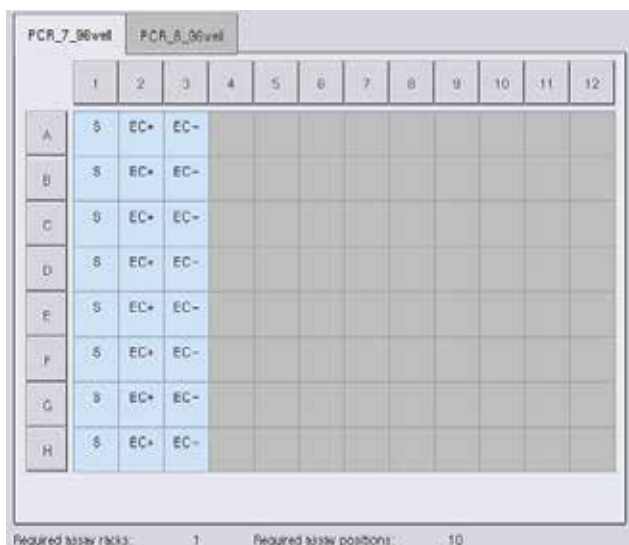 PCR_7_96well PCR_8_96well
1 2 3 4 5 6 7 8 9 10 11 12
A S EC+ EC-
B S EC+ EC-
C S EC+ EC-
D S EC+ EC-
E S EC+ EC-
F S EC+ EC-
G S EC+ EC-
H S EC+ EC-
Required assay racks: 1 Required assay positions: 10